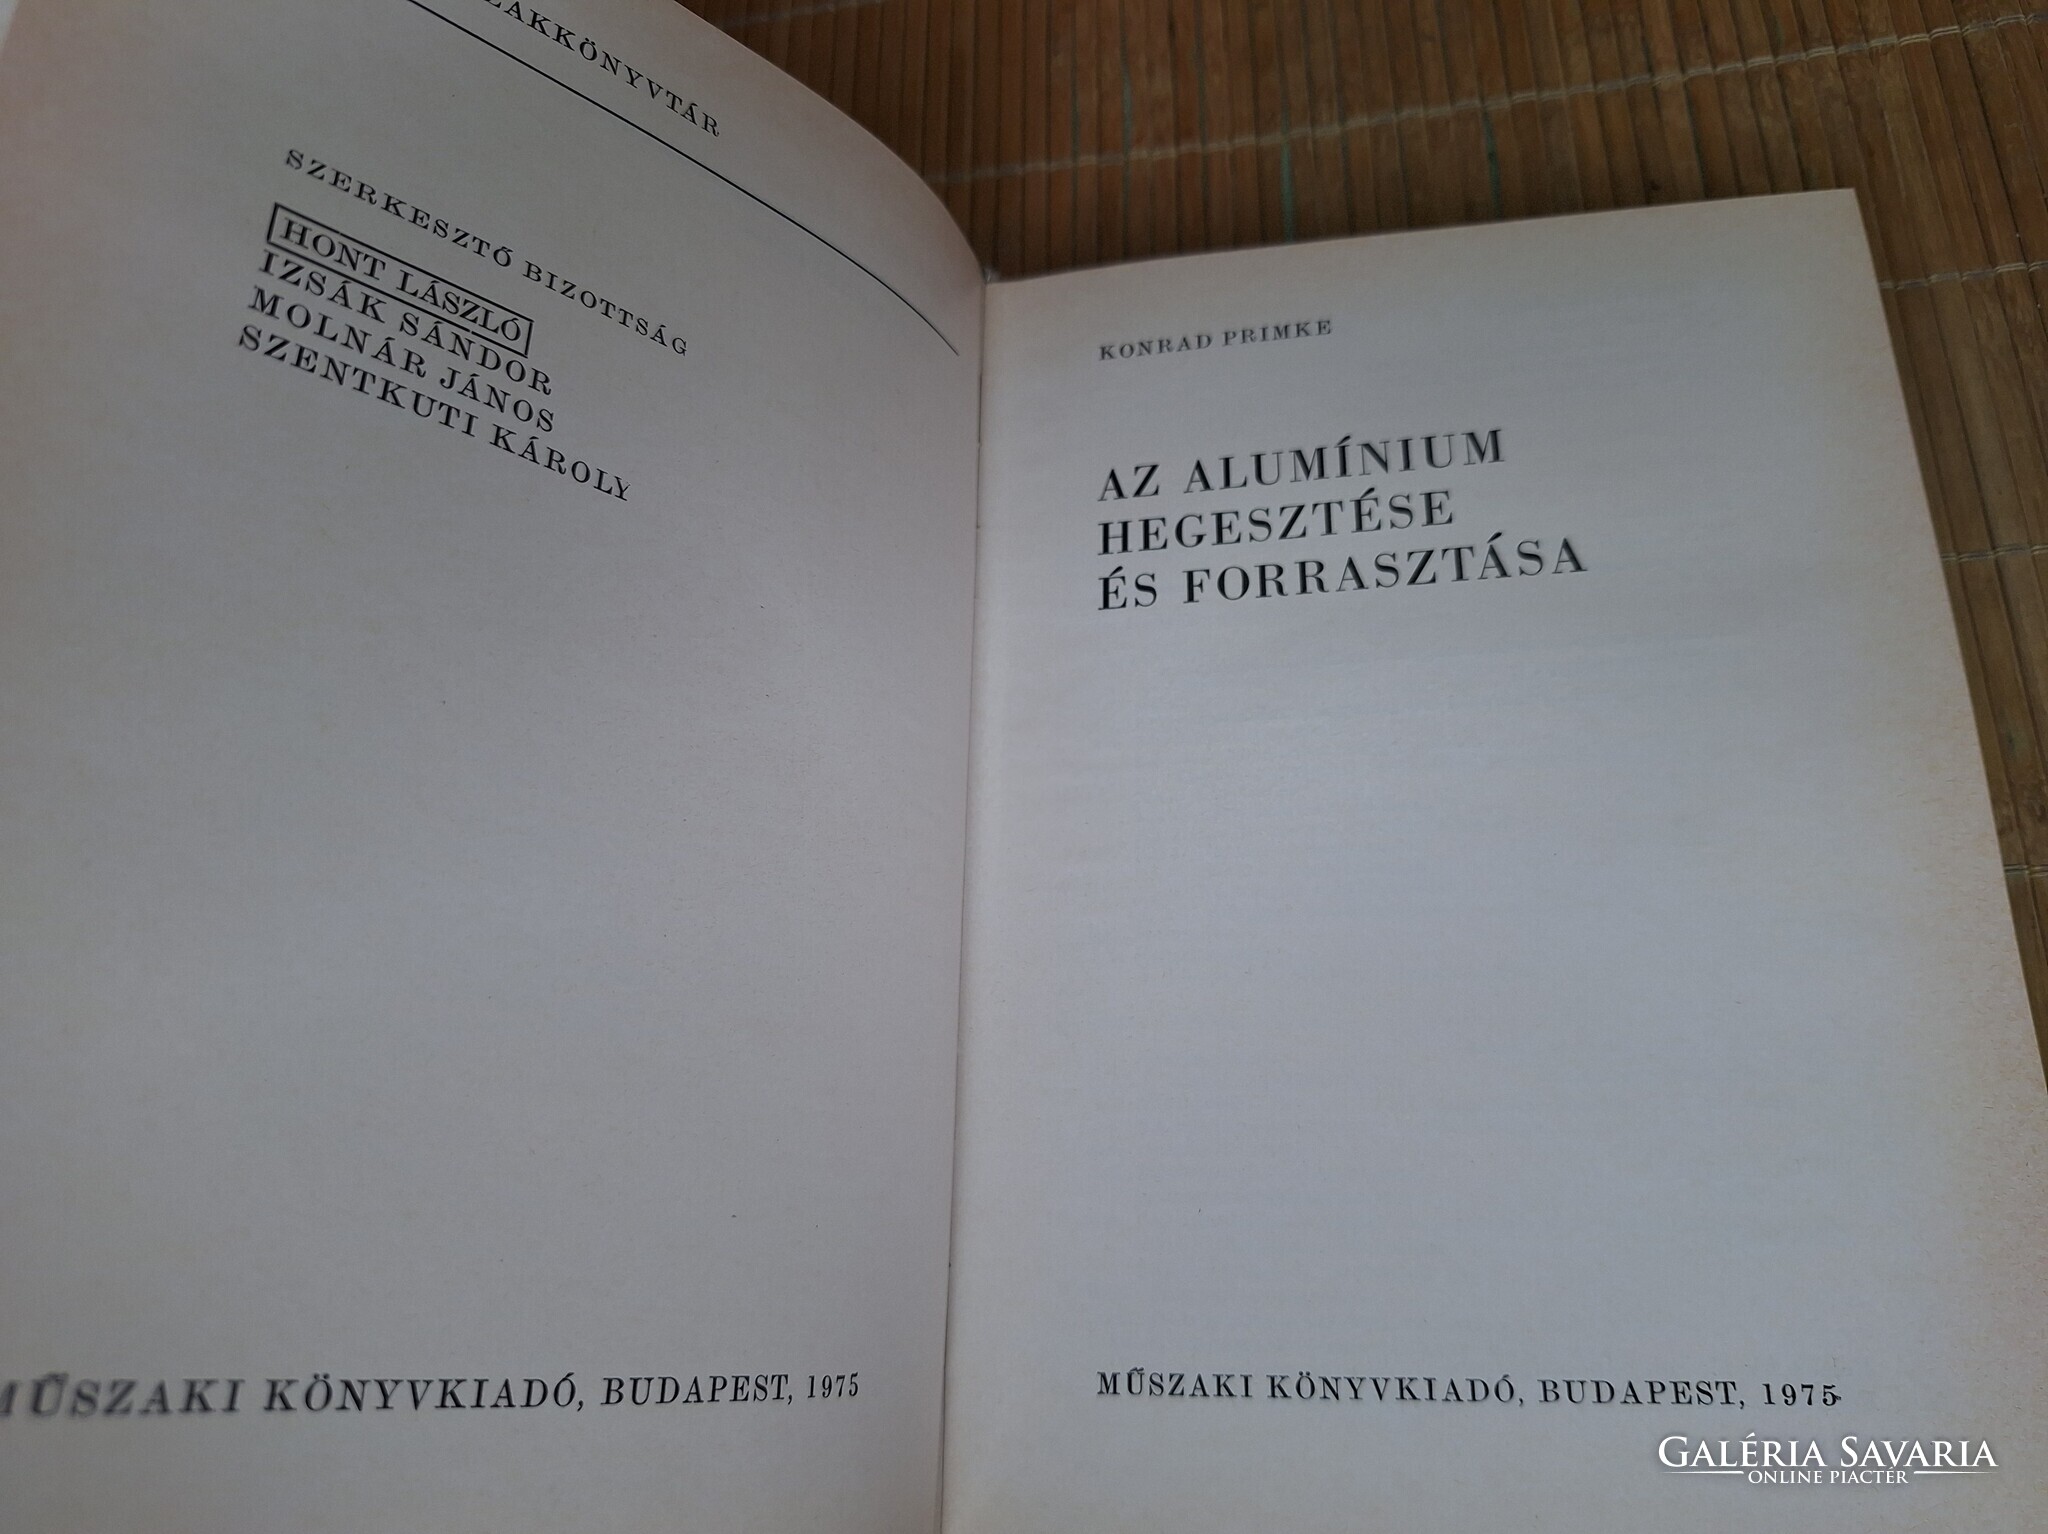 ZAKKÖNYVTÁR
SZERKESZTŐ BIZOTTSÁG
HONT LÁSZLÓ
IZSÁK SÁNDOR
MOLNÁR JÁNOS
SZENTKUTI KÁROLY
MŰSZAKI KÖNYVKIADÓ, BUDAPEST, 1975
KONRAD PRIMKE
AZ ALUMÍNIUM
HEGESZTÉSE
ÉS FORRASZTÁSA
MŰSZAKI KÖNYVKIADÓ, BUDAPEST, 1975
GALÉRIA SAVARIA
ONLINE PIACTÉR